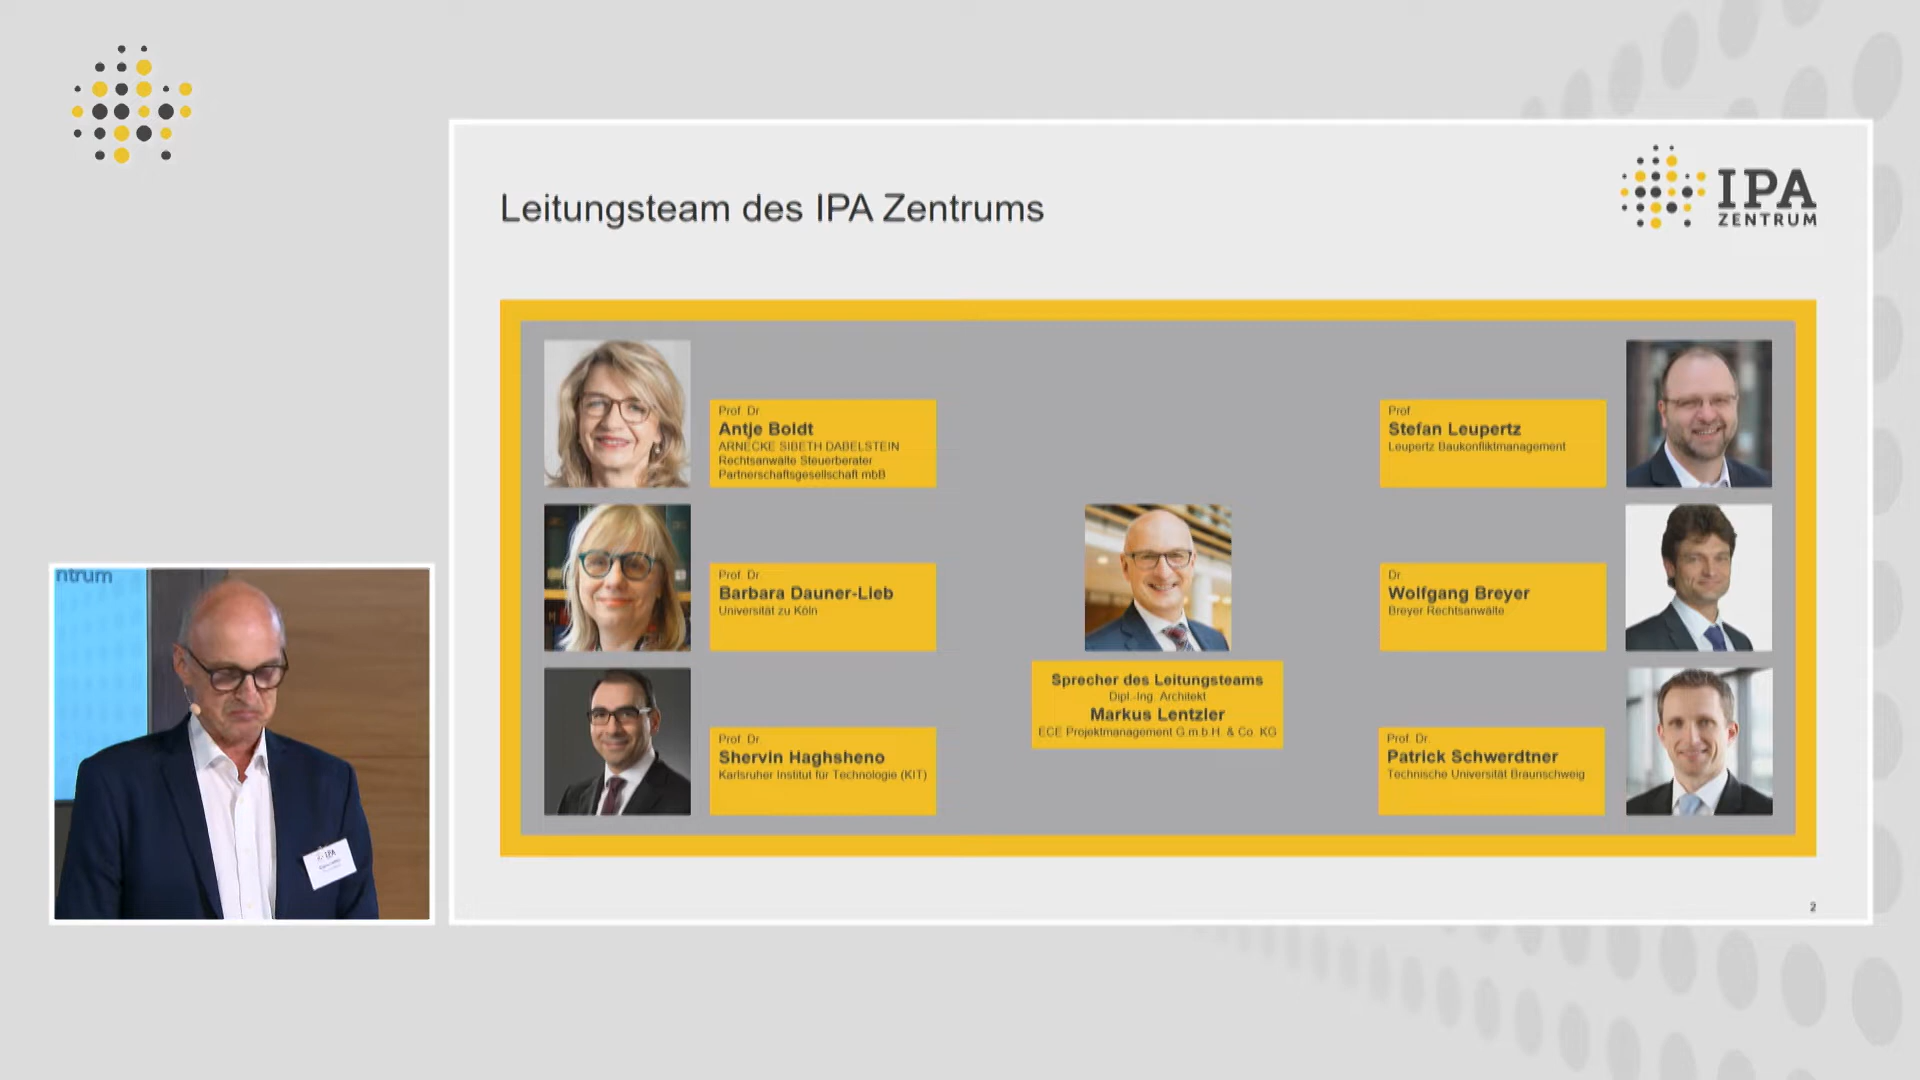 IPA
ZENTRUM
Leitungsteam des IPA Zentrums
Prof. Dr.
Antje Boldt
ARNECKE SIBETH DABELSTEIN
Rechtsanwälte Steuerberater
Partnerschaftsgesellschaft mbB
Prof. Dr.
Barbara Dauner-Lieb
Universität zu Köln
Prof. Dr.
Shervin Haghsheno
Karlsruher Institut für Technologie (KIT)
Sprecher des Leitungsteams
Dipl.-Ing. Architekt
Markus Lentzler
ECE Projektmanagement G.m.b.H. & Co. KG
Prof.
Stefan Leupertz
Leupertz Baukonfliktmanagement
Dr.
Wolfgang Breyer
Breyer Rechtsanwälte
Prof. Dr.
Patrick Schwerdtner
Technische Universität Braunschweig
2
ntrum
IPA